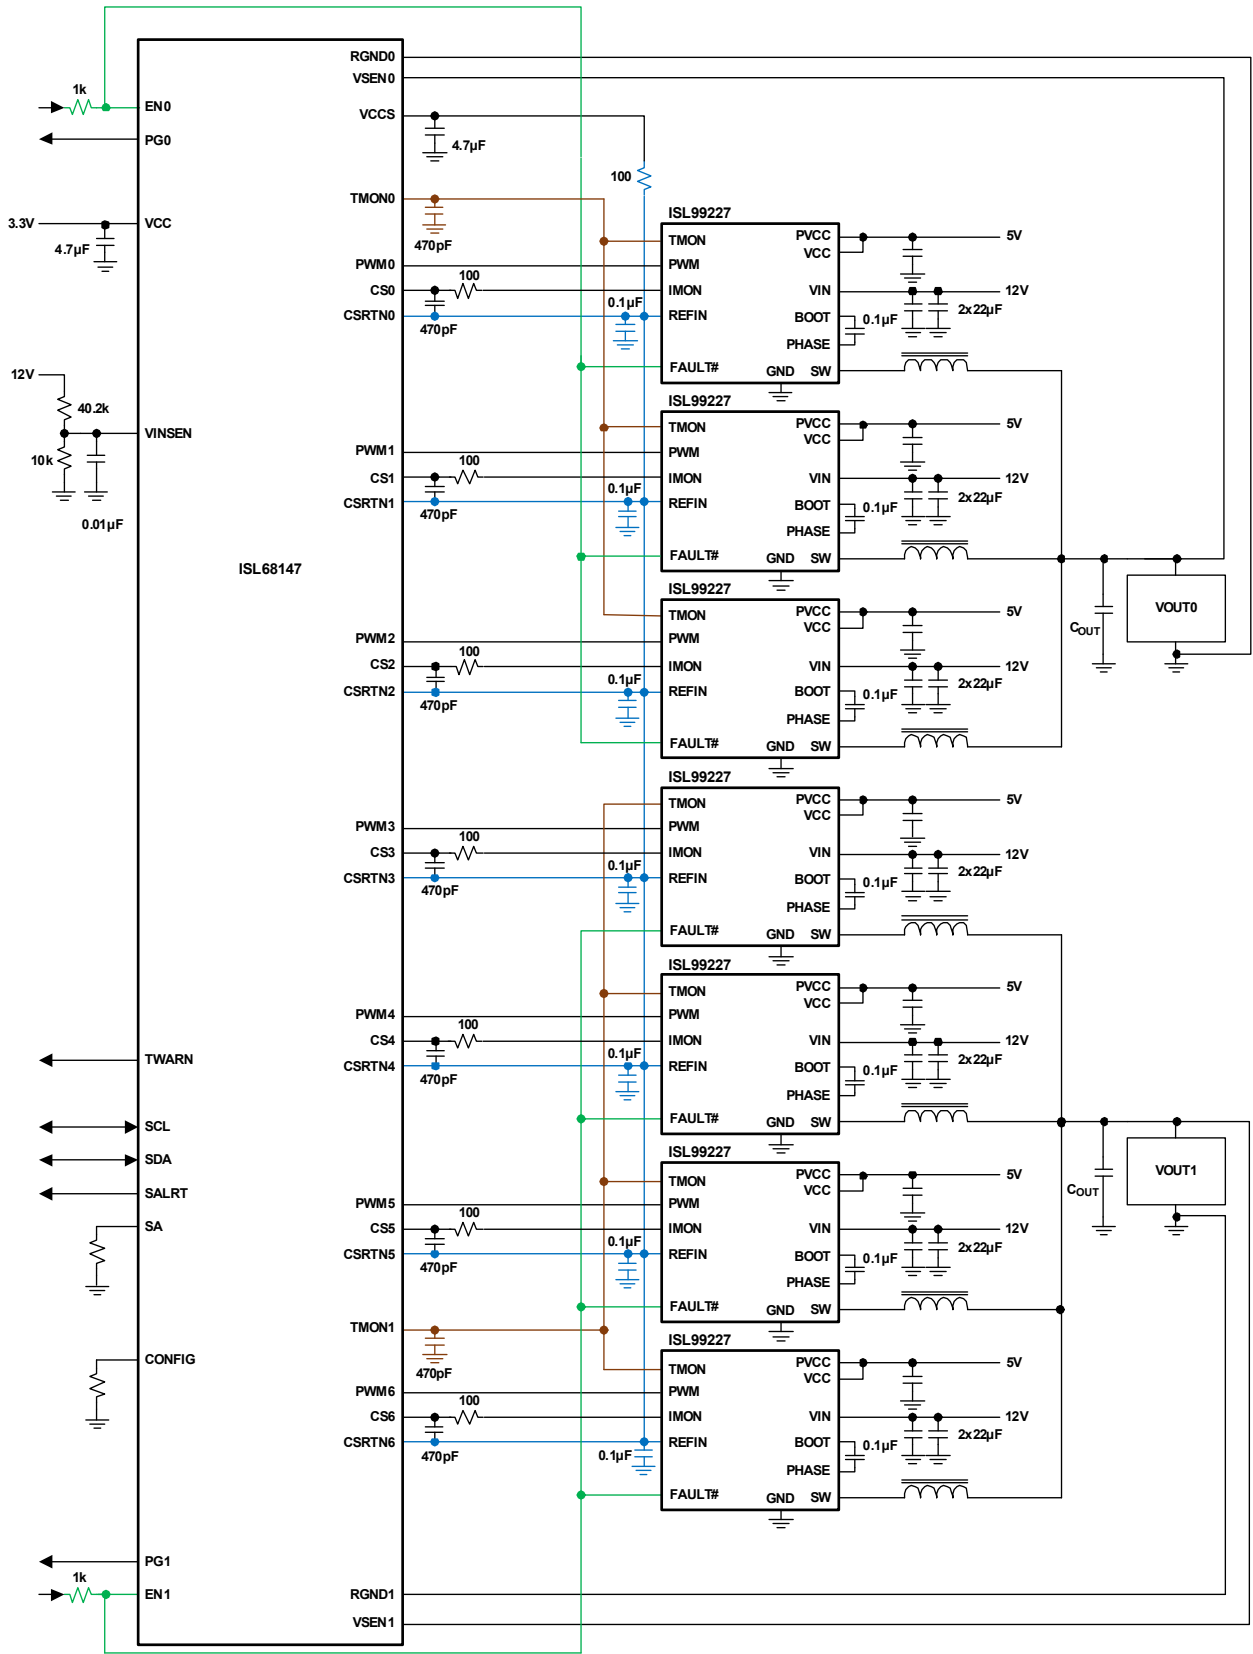 RGND0
VSEN0
1k
EN0
VCCS
PG0
4.7µF
100
TMON0
ISL99227
3.3V
VCC
470pF
TMON
PVCC
5V
VCC
4.7µF
PWM0
PWM
100
CS0
IMON
VIN
12V
0.1µF
2x22µF
CSRTN0
470pF
REFIN
BOOT
0.1µF
PHASE
FAULT#
GND
SW
12V
ISL99227
40.2k
TMON
PVCC
5V
VCC
VINSEN
PWM1
PWM
10k
100
CS1
IMON
VIN
12V
0.1µF
2x22µF
CSRTN1
470pF
REFIN
BOOT
0.1µF
0.01µF
PHASE
FAULT#
GND
SW
ISL68147
ISL99227
TMON
PVCC
5V
VCC
VOUT0
COUT
PWM2
PWM
100
CS2
IMON
VIN
12V
0.1µF
2x22µF
CSRTN2
470pF
REFIN
BOOT
0.1µF
PHASE
FAULT#
GND
SW
ISL99227
TMON
PVCC
5V
VCC
PWM3
PWM
100
CS3
IMON
VIN
12V
0.1µF
2x22µF
CSRTN3
470pF
REFIN
BOOT
0.1µF
PHASE
FAULT#
GND
SW
ISL99227
TMON
PVCC
5V
VCC
PWM4
PWM
100
CS4
IMON
VIN
12V
TWARN
0.1µF
2x22µF
CSRTN4
470pF
REFIN
BOOT
0.1µF
PHASE
FAULT#
GND
SW
SCL
ISL99227
SDA
TMON
PVCC
5V
VCC
VOUT1
COUT
SALRT
PWM5
PWM
100
SA
CS5
IMON
VIN
12V
0.1µF
2x22µF
CSRTN5
470pF
REFIN
BOOT
0.1µF
PHASE
FAULT#
GND
SW
TMON1
ISL99227
CONFIG
470pF
TMON
PVCC
5V
VCC
PWM6
PWM
100
CS6
IMON
VIN
12V
2x22µF
CSRTN6
470pF
0.1µF
REFIN
BOOT
0.1µF
PHASE
FAULT#
GND
SW
PG1
1k
EN1
RGND1
VSEN1